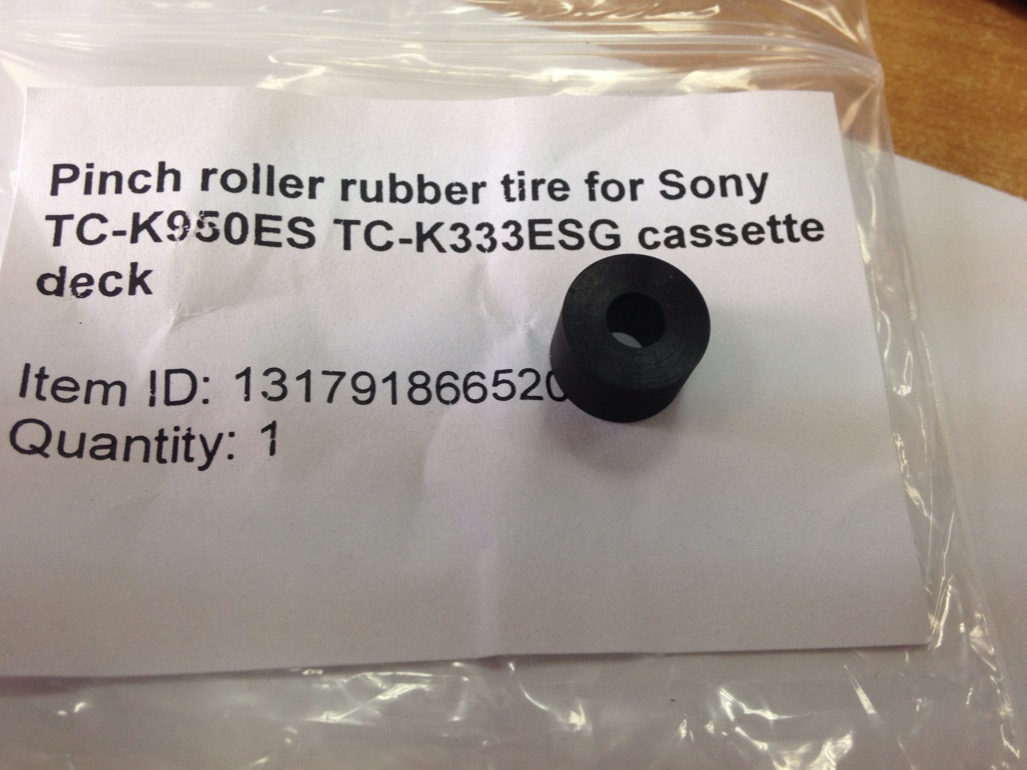 Pinch roller rubber tire for Sony
TC-K950ES TC-K333ESG cassette
deck
Item ID: 131791866520
Quantity: 1